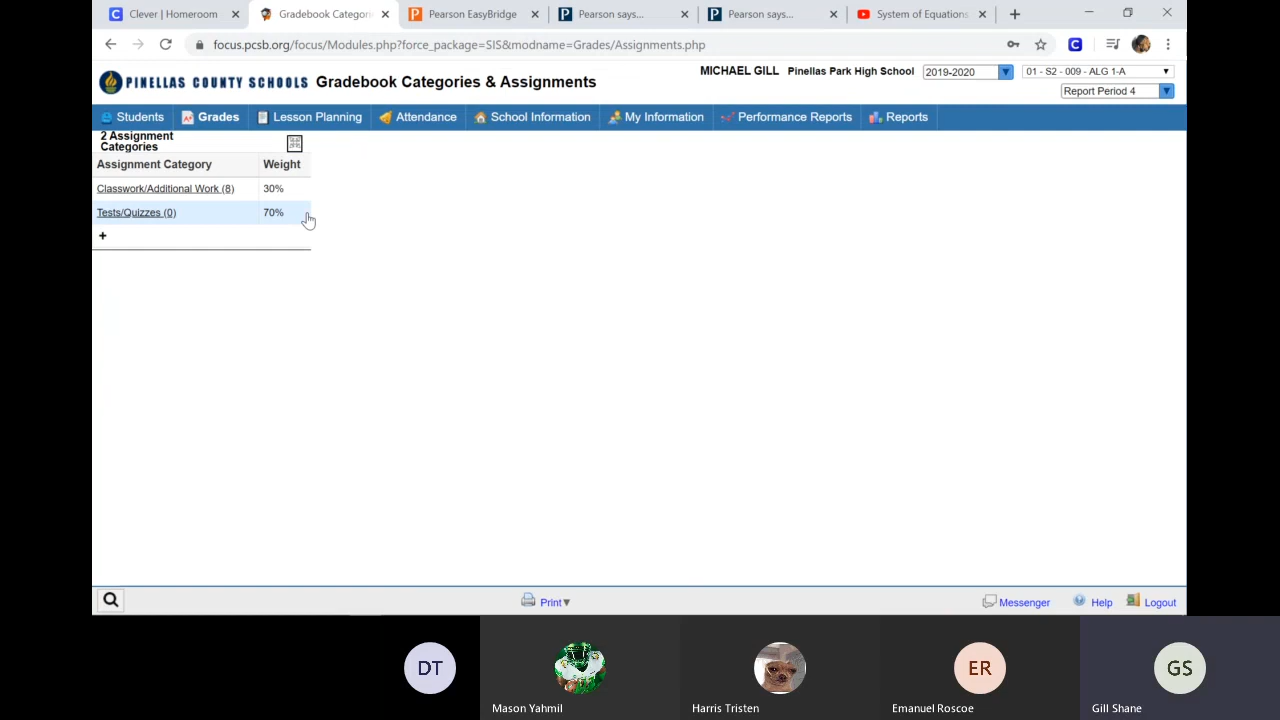 Clever | Homeroom
Gradebook Categori
Pearson EasyBridge
Pearson says...
Pearson says...
System of Equations
focus.pcsb.org/focus/Modules.php?force_package=SIS&modname=Grades/Assignments.php
PINELLAS COUNTY SCHOOLS Gradebook Categories & Assignments
MICHAEL GILL Pinellas Park High School 2019-2020 01 - S2 - 009 - ALG 1-A
Report Period 4
Students Grades Lesson Planning Attendance School Information My Information Performance Reports Reports
2 Assignment
Categories
Assignment Category Weight
Classwork/Additional Work (8) 30%
Tests/Quizzes (0) 70%
Print
Messenger Help Logout
DT
ER
GS
Mason Yahmil
Harris Tristen
Emanuel Roscoe
Gill Shane